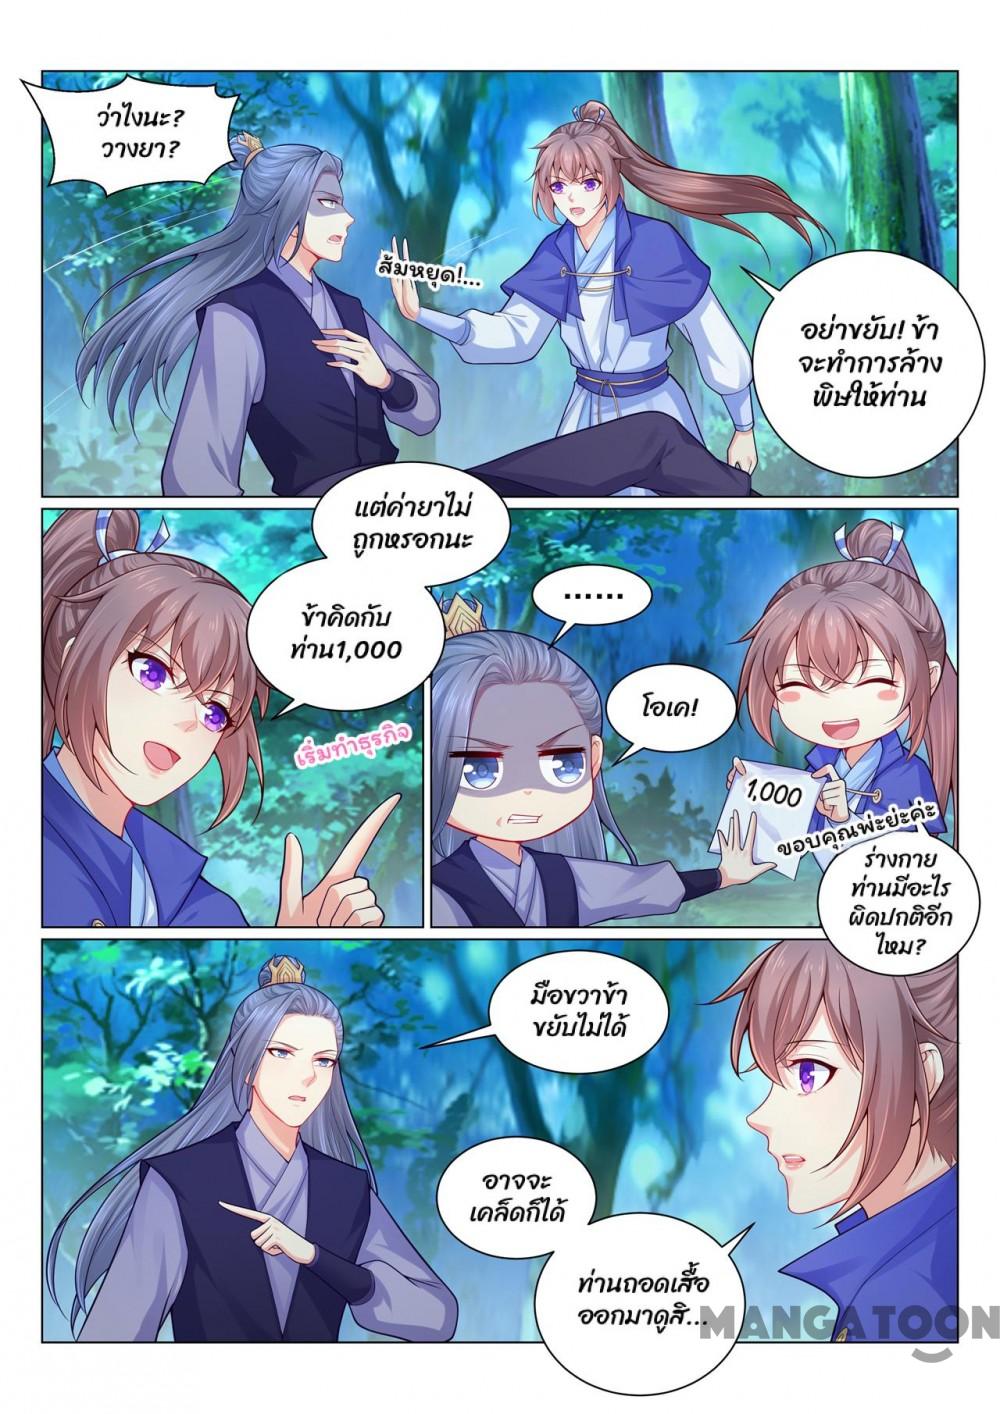 ว่าไงนะ?
วางยา?
ส้มหยุด!...
อย่าขยับ! ข้า
จะทำการล้าง
พิษให้ท่าน
แต่ค่ายาไม่
ถูกหรอกนะ
ข้าคิดกับ
ท่าน1,000
เริ่มทำธุรกิจ
......
โอเค!
1,000
ขอบคุณพ่ะย่ะค่ะ
ร่างกาย
ท่านมีอะไร
ผิดปกติอีก
ไหม?
มือขวาข้า
ขยับไม่ได้
อาจจะ
เคล็ดก็ได้
ท่านถอดเสื้อ
ออกมาดูสิ...
MANGATOON